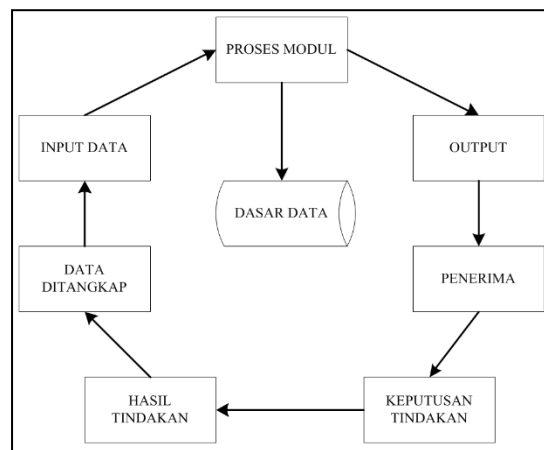 PROSES MODUL
INPUT DATA
OUTPUT
DASAR DATA
DATA
DITANGKAP
PENERIMA
HASIL
TINDAKAN
KEPUTUSAN
TINDAKAN